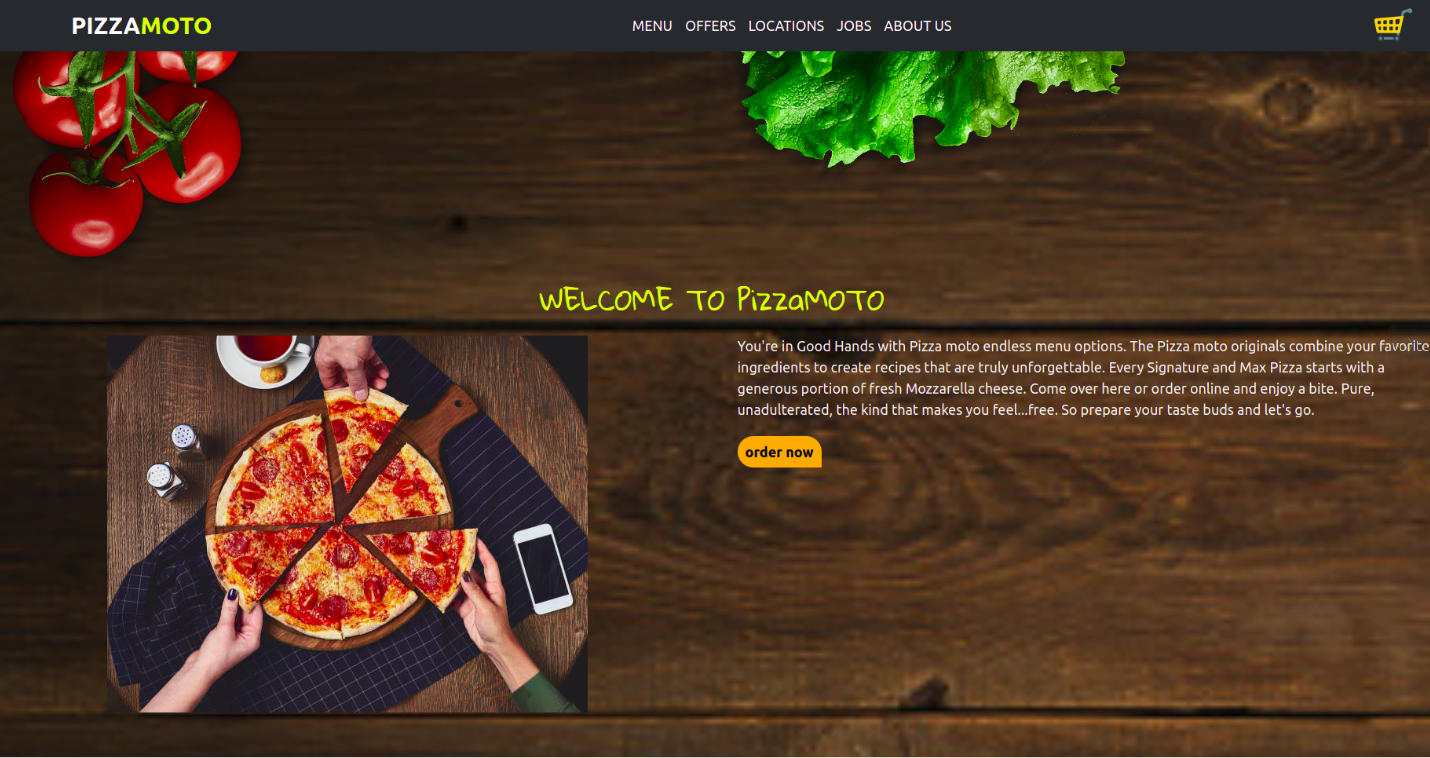 PIZZAMOTO
MENU OFFERS LOCATIONS JOBS ABOUT US
WELCOME TO PizzaMOTO
You're in Good Hands with Pizza moto endless menu options. The Pizza moto originals combine your favorite
ingredients to create recipes that are truly unforgettable. Every Signature and Max Pizza starts with a
generous portion of fresh Mozzarella cheese. Come over here or order online and enjoy a bite. Pure,
unadulterated, the kind that makes you feel...free. So prepare your taste buds and let's go.
order now